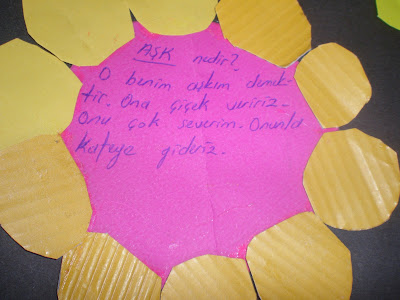 AŞK nedir?
O benim aşkım demek-
tir. Ona çiçek veririz.
Onu çok severim. Onunla
Kafeye gideriz.